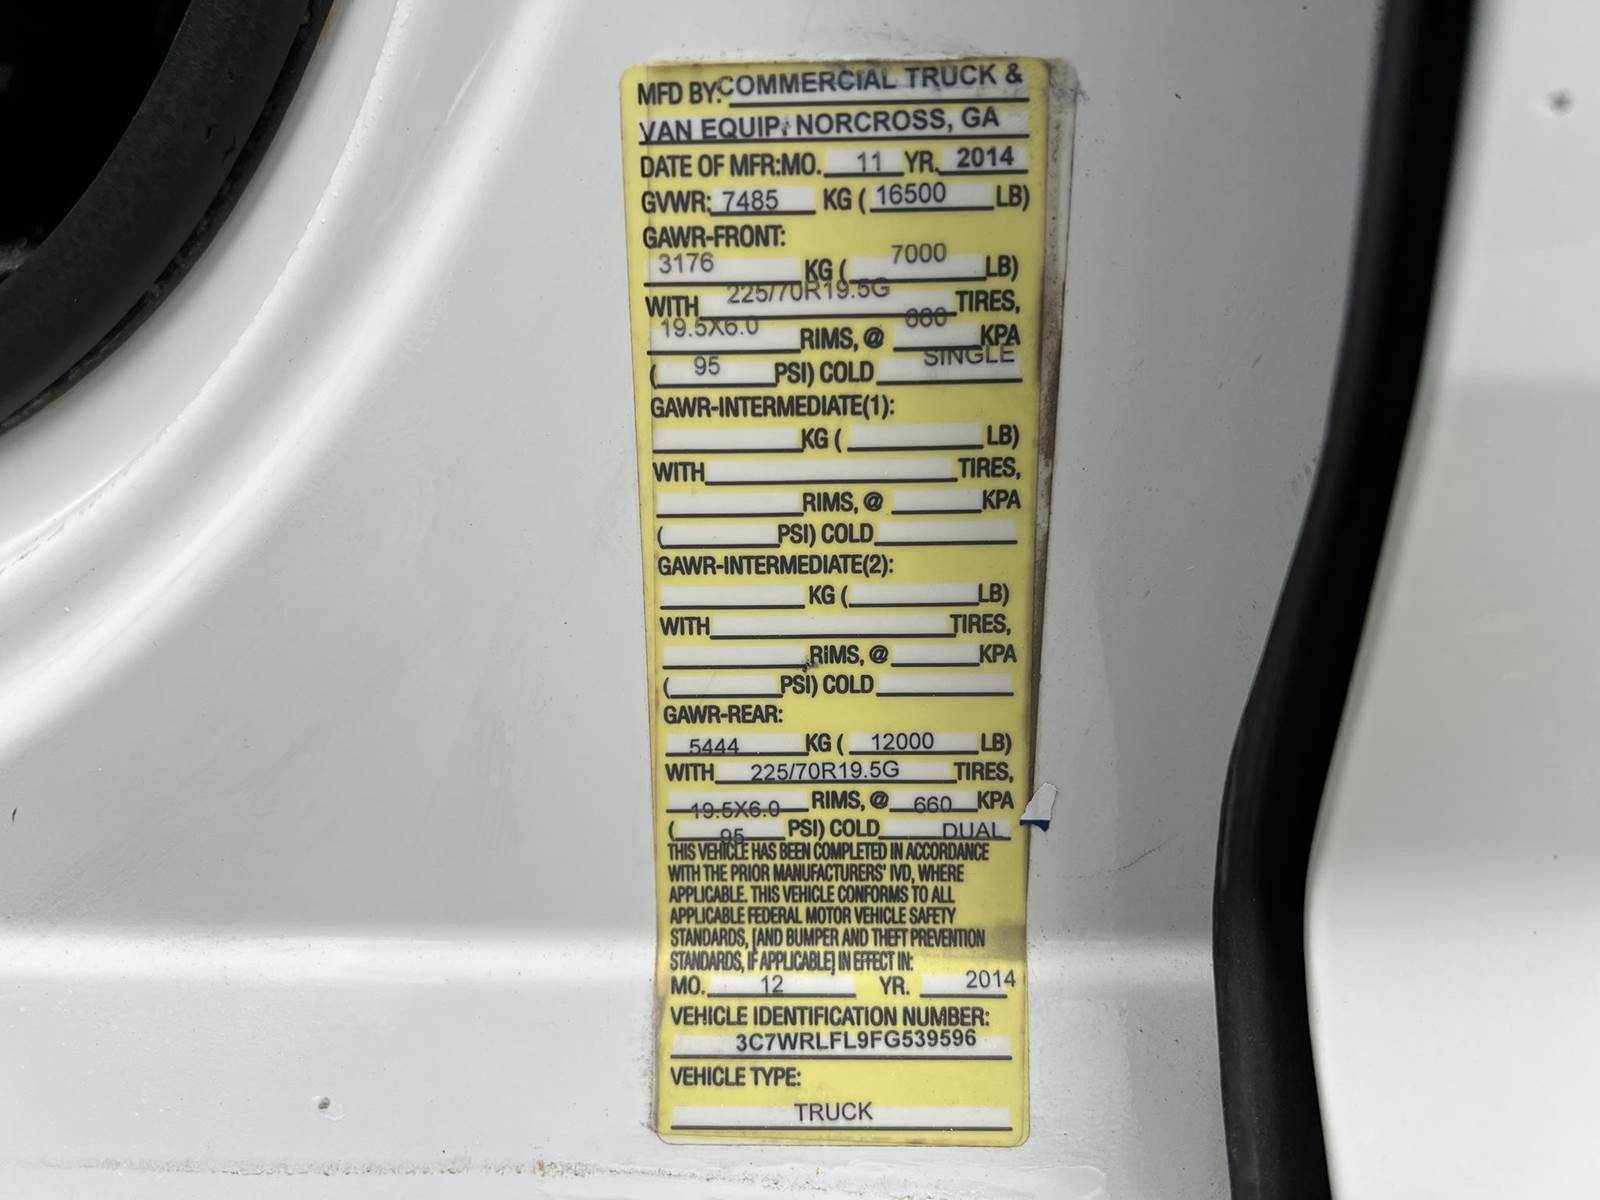 MFD BY: COMMERCIAL TRUCK &
VAN EQUIP. NORCROSS, GA
DATE OF MFR: MO. 11 YR. 2014
GVWR: 7485 KG ( 16500 LB)
GAWR-FRONT:
3176 KG ( 7000 LB)
WITH 225/70R19.5G TIRES,
19.5X6.0 RIMS, @ 660 KPA
( 95 PSI) COLD SINGLE
GAWR-INTERMEDIATE(1):
KG ( LB)
WITH TIRES,
RIMS, @ KPA
( PSI) COLD
GAWR-INTERMEDIATE(2):
KG ( LB)
WITH TIRES,
RIMS, @ KPA
( PSI) COLD
GAWR-REAR:
5444 KG ( 12000 LB)
WITH 225/70R19.5G TIRES,
19.5X6.0 RIMS, @ 660 KPA
( 95 PSI) COLD DUAL
THIS VEHICLE HAS BEEN COMPLETED IN ACCORDANCE
WITH THE PRIOR MANUFACTURERS' IVD, WHERE
APPLICABLE. THIS VEHICLE CONFORMS TO ALL
APPLICABLE FEDERAL MOTOR VEHICLE SAFETY
STANDARDS, [AND BUMPER AND THEFT PREVENTION
STANDARDS, IF APPLICABLE] IN EFFECT IN:
MO. 12 YR. 2014
VEHICLE IDENTIFICATION NUMBER:
3C7WRLFL9FG539596
VEHICLE TYPE:
TRUCK